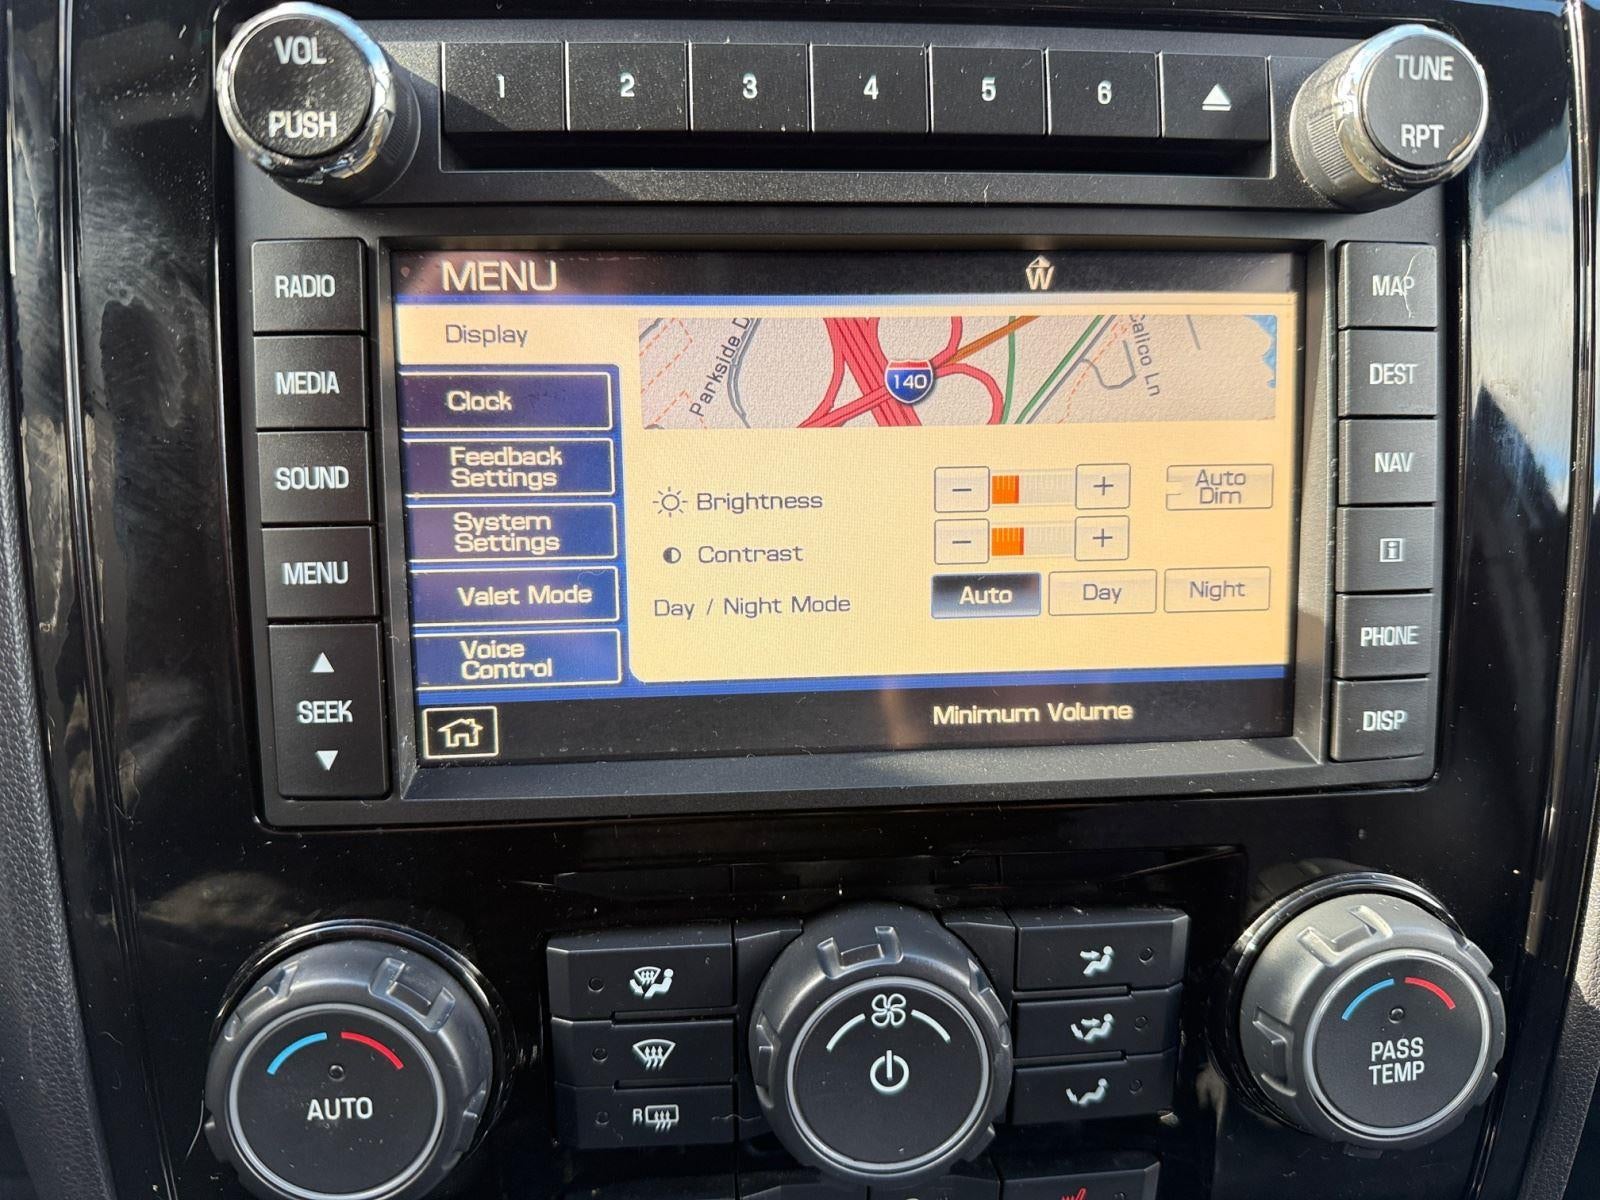 VOL
PUSH
1
2
3
4
5
6
TUNE
RPT
RADIO
MEDIA
SOUND
MENU
SEEK
MENU
W
Display
Clock
Feedback
Settings
System
Settings
Valet Mode
Voice
Control
Parkside D
140
Calico Ln
Brightness
− +
Auto
Dim
Contrast
− +
Day / Night Mode
Auto
Day
Night
Minimum Volume
MAP
DEST
NAV
i
PHONE
DISP
AUTO
R
PASS
TEMP